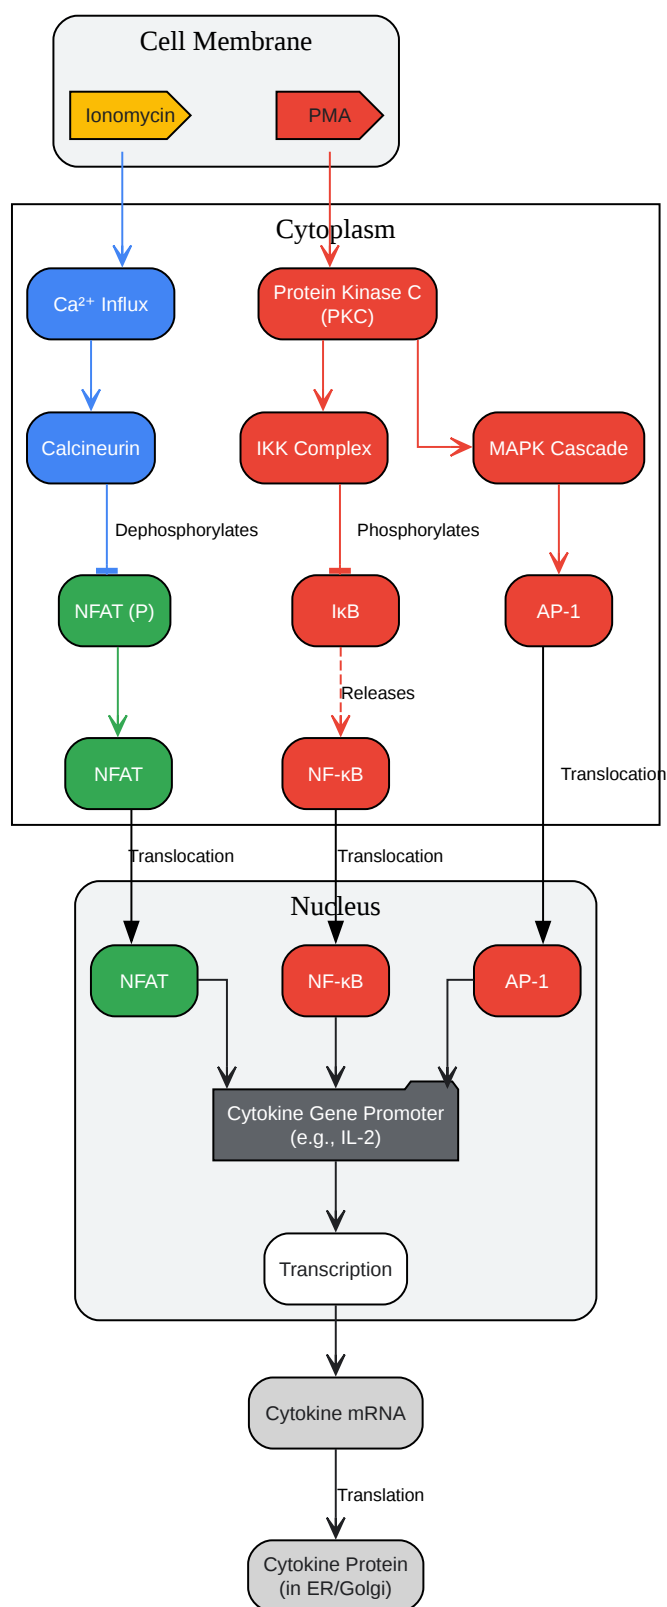 Cell Membrane
Ionomycin
PMA
Cytoplasm
Ca²⁺ Influx
Protein Kinase C
(PKC)
Calcineurin
IKK Complex
MAPK Cascade
Dephosphorylates
Phosphorylates
NFAT (P)
IκB
AP-1
Releases
NFAT
NF-κB
Translocation
Translocation
Translocation
Nucleus
NFAT
NF-κB
AP-1
Cytokine Gene Promoter
(e.g., IL-2)
Transcription
Cytokine mRNA
Translation
Cytokine Protein
(in ER/Golgi)